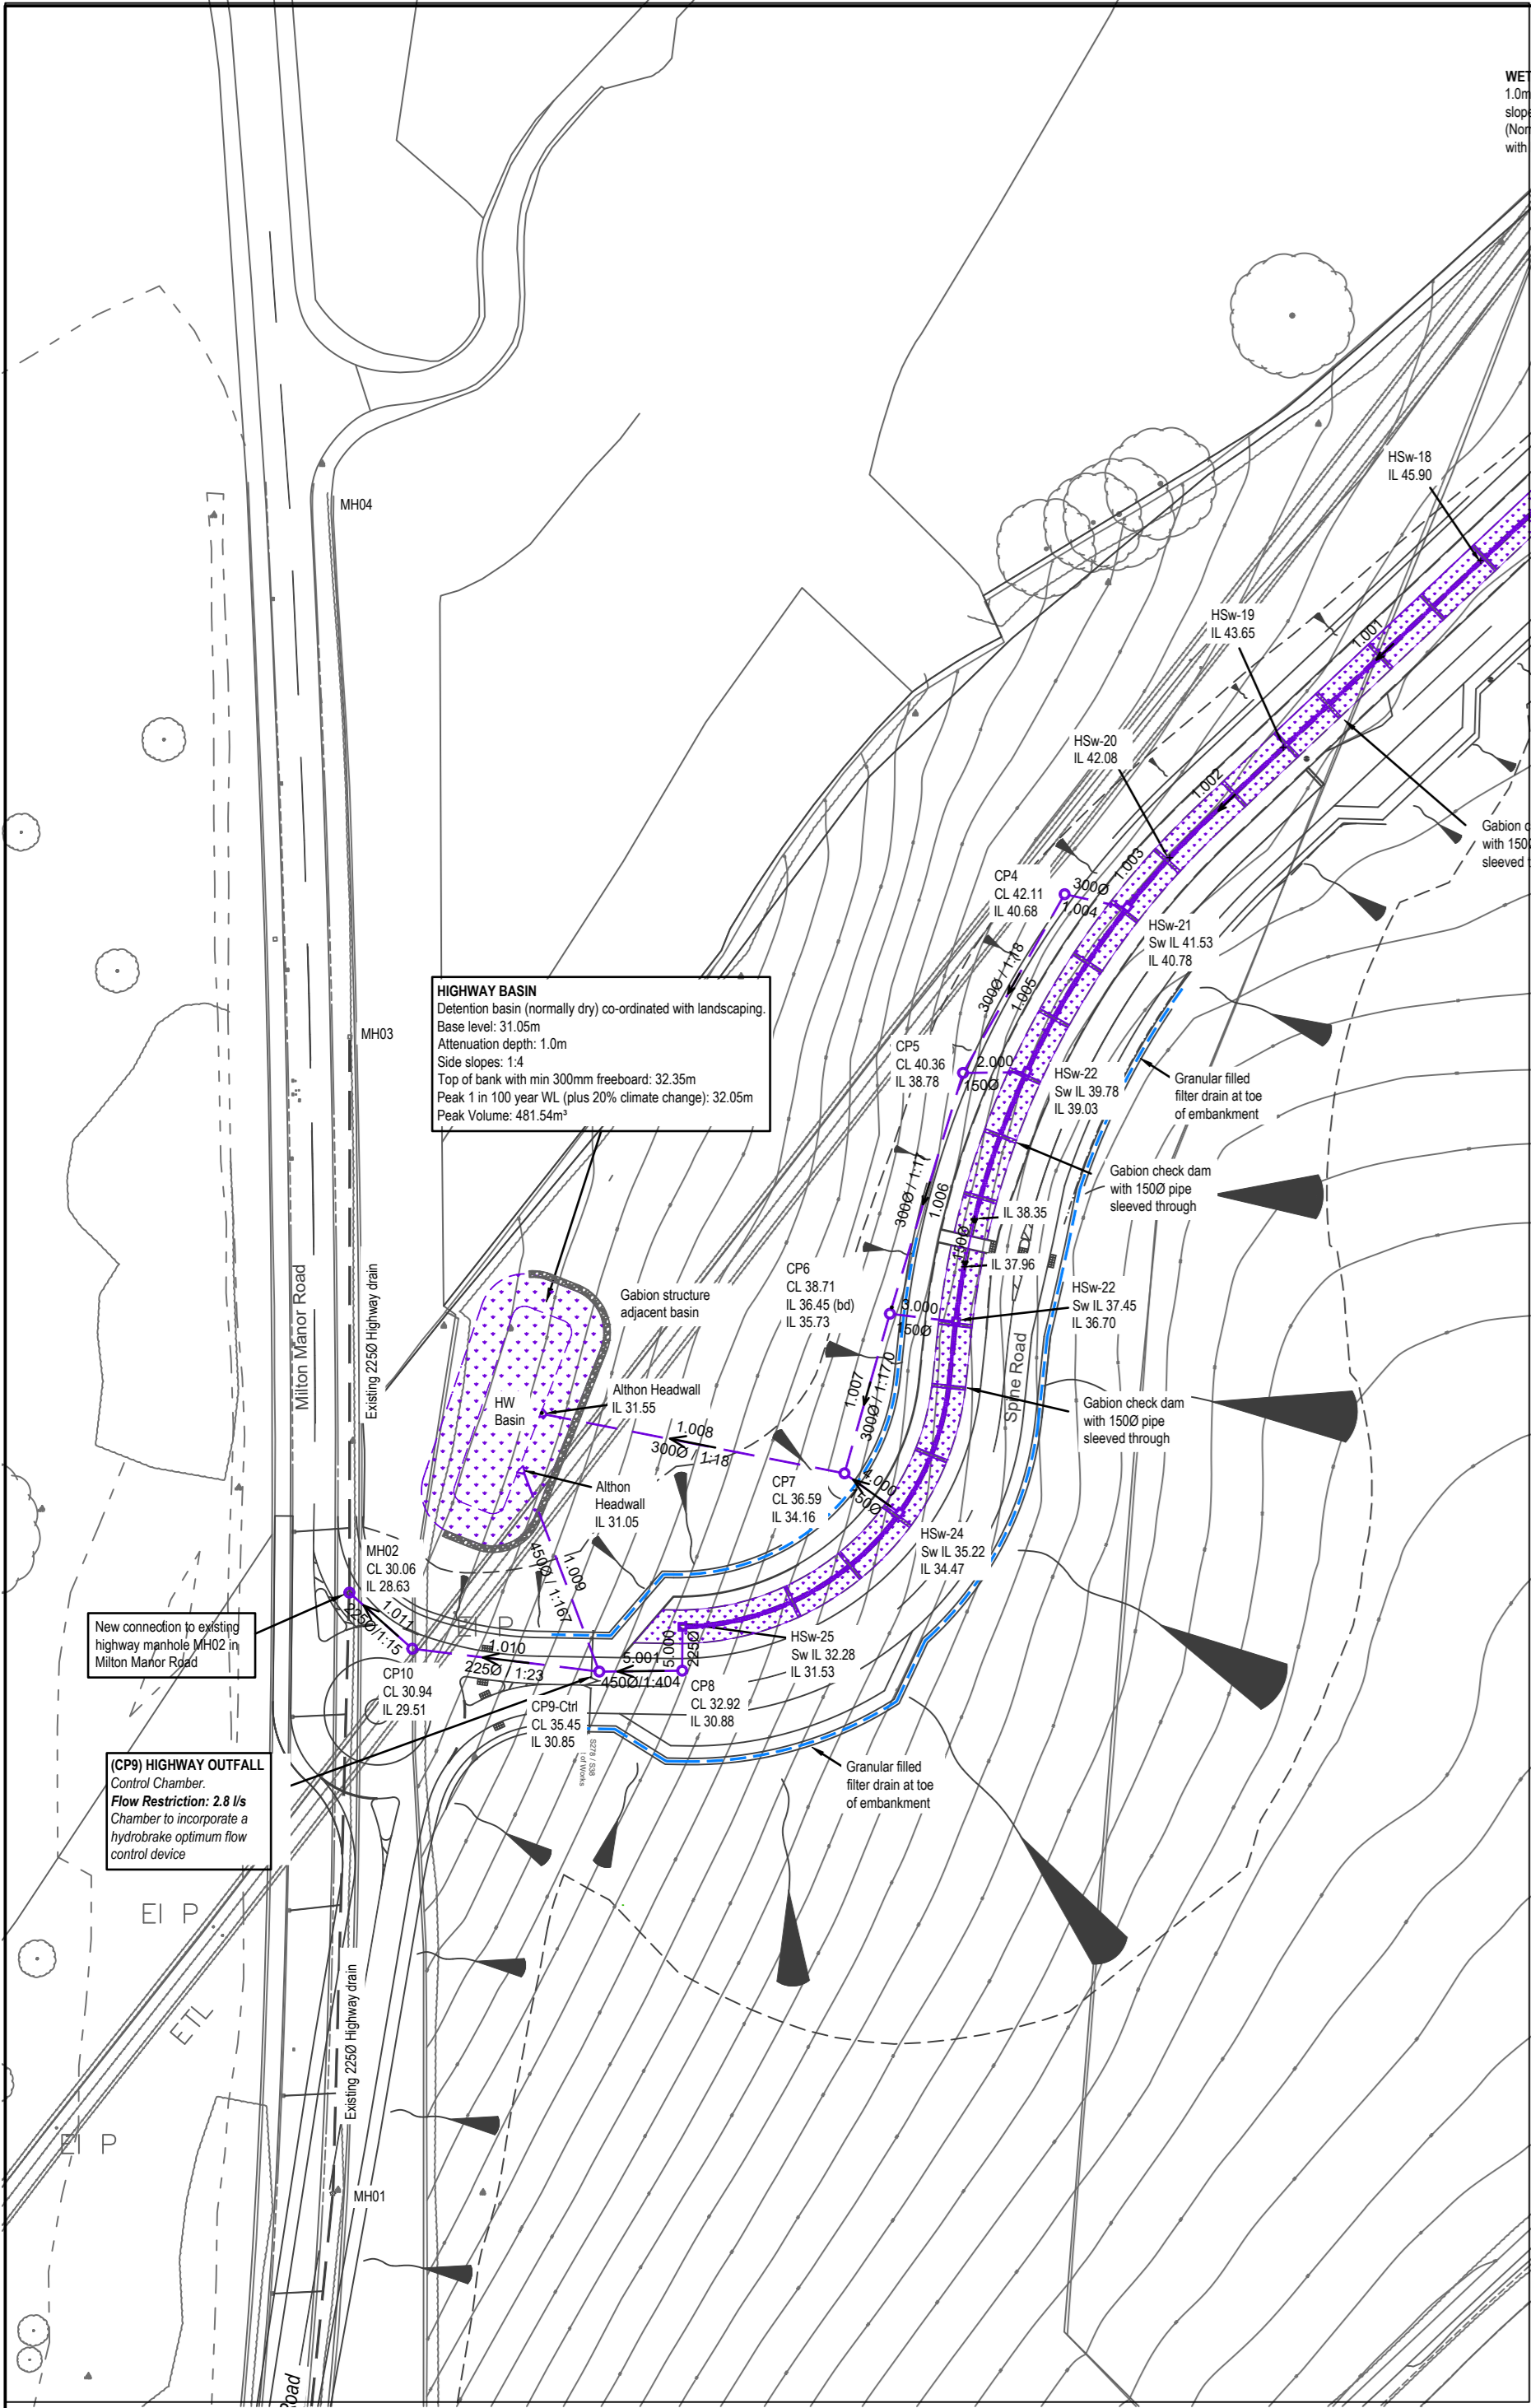 WET
1.0m
slope
(Nor
with
HSw-18
IL 45.90
MH04
HSw-19
IL 43.65
1.001
HSw-20
IL 42.08
1.002
Gabion c
with 150
sleeved t
1.003
CP4
CL 42.11
IL 40.68
300Ø
1.004
HSw-21
Sw IL 41.53
IL 40.78
300Ø / 1:18
1.005
HIGHWAY BASIN
Detention basin (normally dry) co-ordinated with landscaping.
Base level: 31.05m
Attenuation depth: 1.0m
Side slopes: 1:4
Top of bank with min 300mm freeboard: 32.35m
Peak 1 in 100 year WL (plus 20% climate change): 32.05m
Peak Volume: 481.54m³
MH03
CP5
CL 40.36
IL 38.78
2.000
150Ø
HSw-22
Sw IL 39.78
IL 39.03
Granular filled
filter drain at toe
of embankment
Gabion check dam
with 150Ø pipe
sleeved through
300Ø / 1:17
1.006
IL 38.35
150Ø
IL 37.96
Milton Manor Road
Existing 225Ø Highway drain
CP6
CL 38.71
IL 36.45 (bd)
IL 35.73
Gabion structure
adjacent basin
3.000
150Ø
HSw-22
Sw IL 37.45
IL 36.70
Spine Road
1.007
300Ø / 1:17.0
Althon Headwall
IL 31.55
HW
Basin
Gabion check dam
with 150Ø pipe
sleeved through
1.008
300Ø / 1:18
CP7
CL 36.59
IL 34.16
4.000
150Ø
Althon
Headwall
IL 31.05
HSw-24
Sw IL 35.22
IL 34.47
MH02
CL 30.06
IL 28.63
1.009
450Ø / 1:167
New connection to existing
highway manhole MH02 in
Milton Manor Road
1.011
225Ø/1:15
El P
1.010
225Ø / 1:23
5.000
225Ø
5.001
450Ø/1:404
HSw-25
Sw IL 32.28
IL 31.53
CP10
CL 30.94
IL 29.51
CP8
CL 32.92
IL 30.88
CP9-Ctrl
CL 35.45
IL 30.85
S278 / S38
of Works
(CP9) HIGHWAY OUTFALL
Control Chamber.
Flow Restriction: 2.8 l/s
Chamber to incorporate a
hydrobrake optimum flow
control device
Granular filled
filter drain at toe
of embankment
El P
ETL
Existing 225Ø Highway drain
El P
MH01
Road